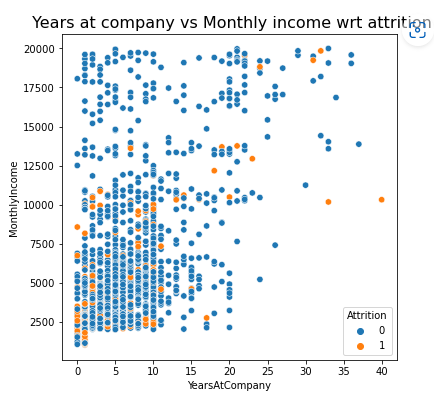 Years at company vs Monthly income wrt attrition
20000
17500
15000
12500
10000
7500
5000
2500
MonthlyIncome
0 5 10 15 20 25 30 35 40
YearsAtCompany
Attrition
0
1